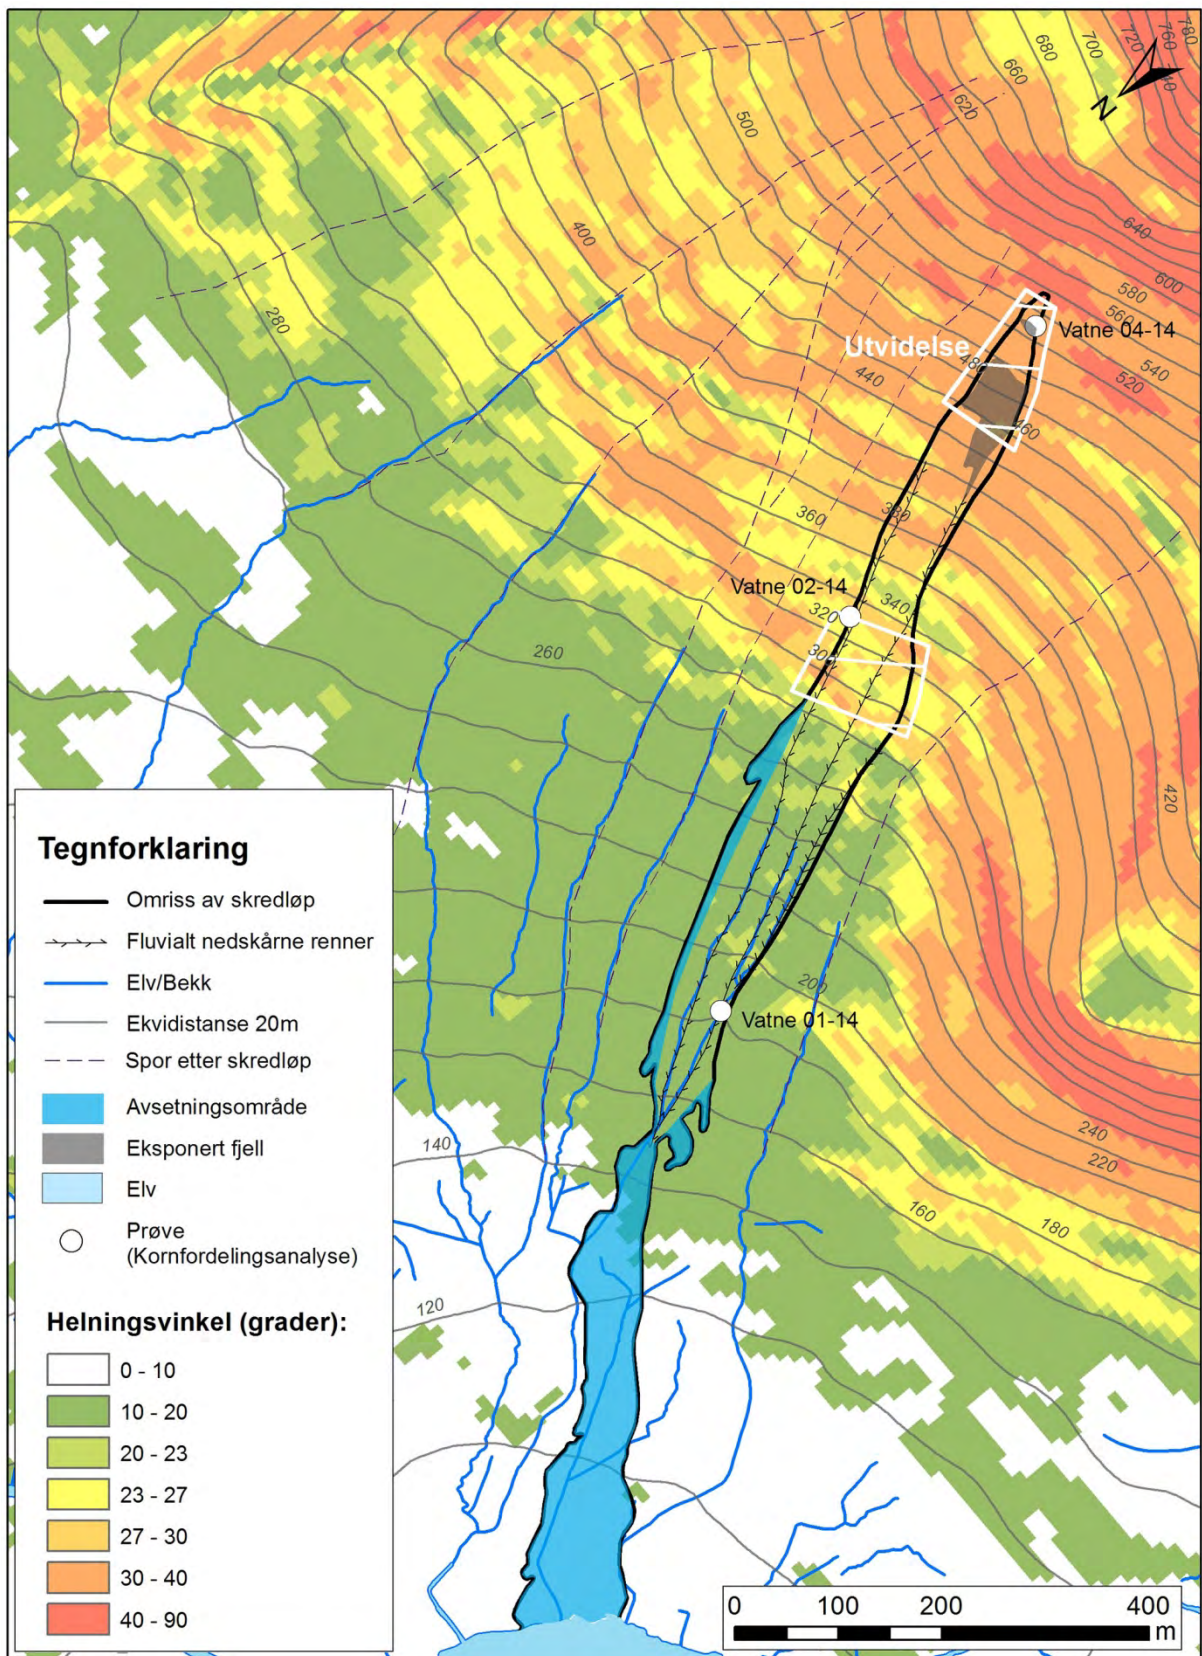 780
760
720
740
700
680
660
620
500
640
600
580
560
540
520
Vatne 04-14
Utvidelse
480
460
440
400
280
360
380
Vatne 02-14
320
340
300
260
420
N
200
Vatne 01-14
240
220
140
160
180
120
Tegnforklaring
Omriss av skredløp
Fluvialt nedskårne renner
Elv/Bekk
Ekvidistanse 20m
Spor etter skredløp
Avsetningsområde
Eksponert fjell
Elv
Prøve
(Kornfordelingsanalyse)
Helningsvinkel (grader):
0 - 10
10 - 20
20 - 23
23 - 27
27 - 30
30 - 40
40 - 90
0 100 200 400
m